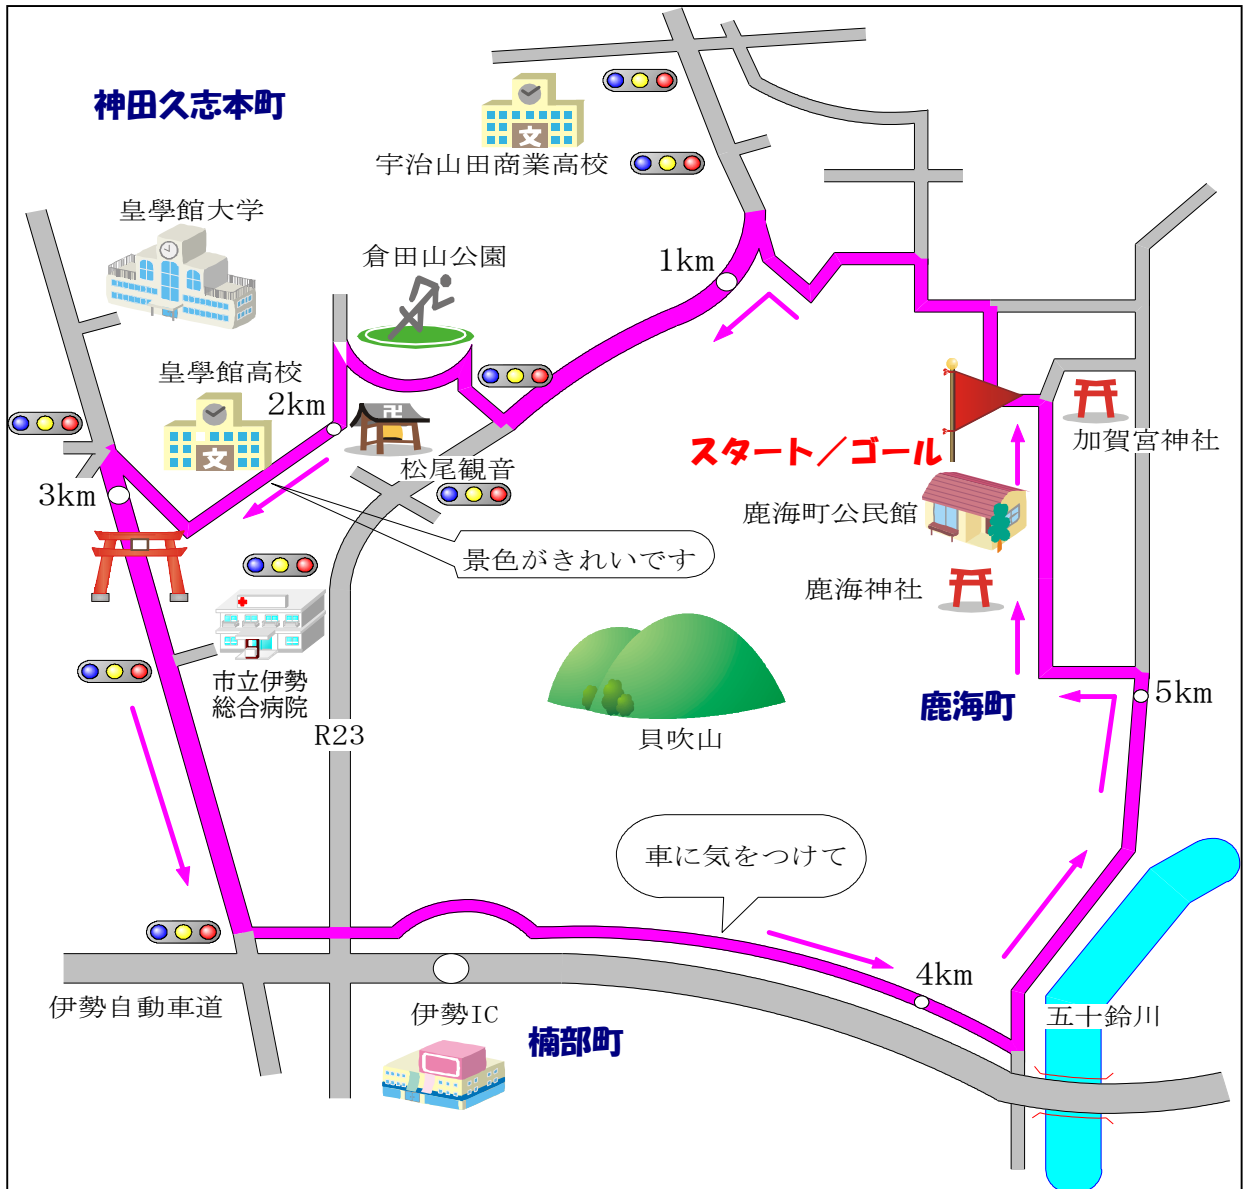 神田久志本町
宇治山田商業高校
皇學館大学
倉田山公園
1km
皇學館高校
2km
加賀宮神社
スタート／ゴール
松尾観音
3km
鹿海町公民館
景色がきれいです
鹿海神社
市立伊勢
総合病院
5km
鹿海町
R23
貝吹山
車に気をつけて
4km
伊勢自動車道
伊勢IC
五十鈴川
楠部町
文
文
卍